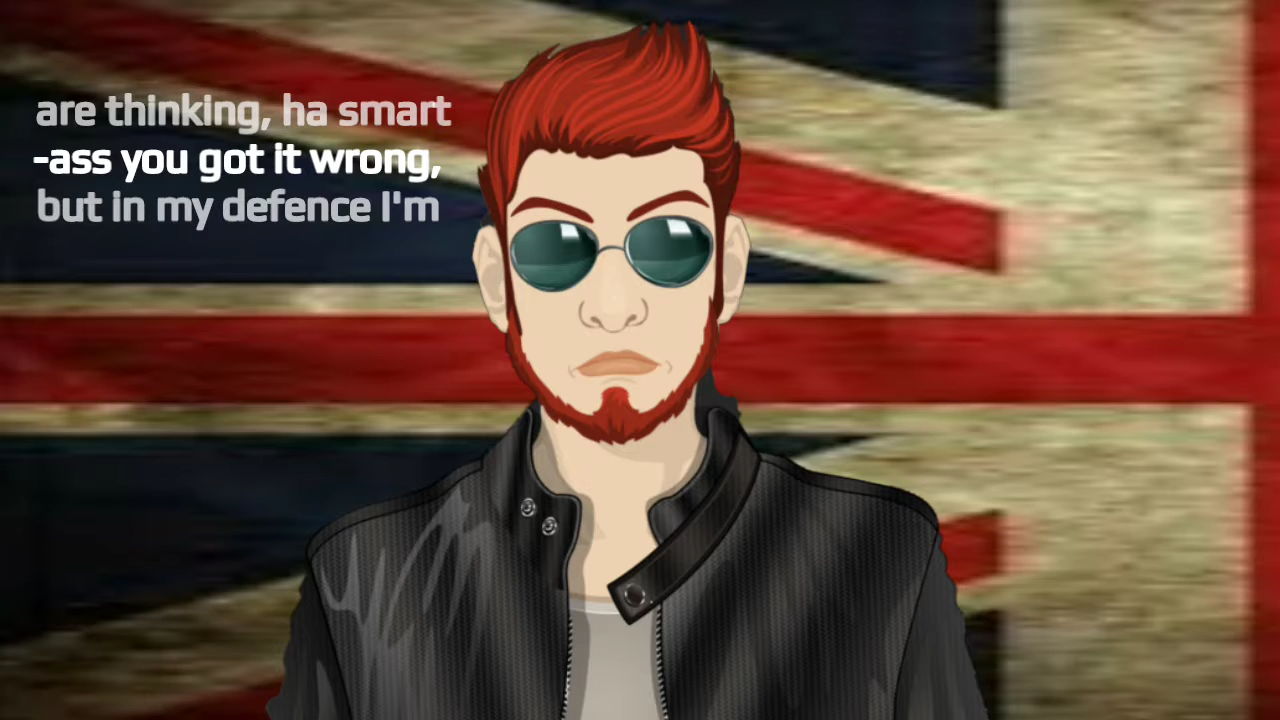 are thinking, ha smart
-ass you got it wrong,
but in my defence I'm